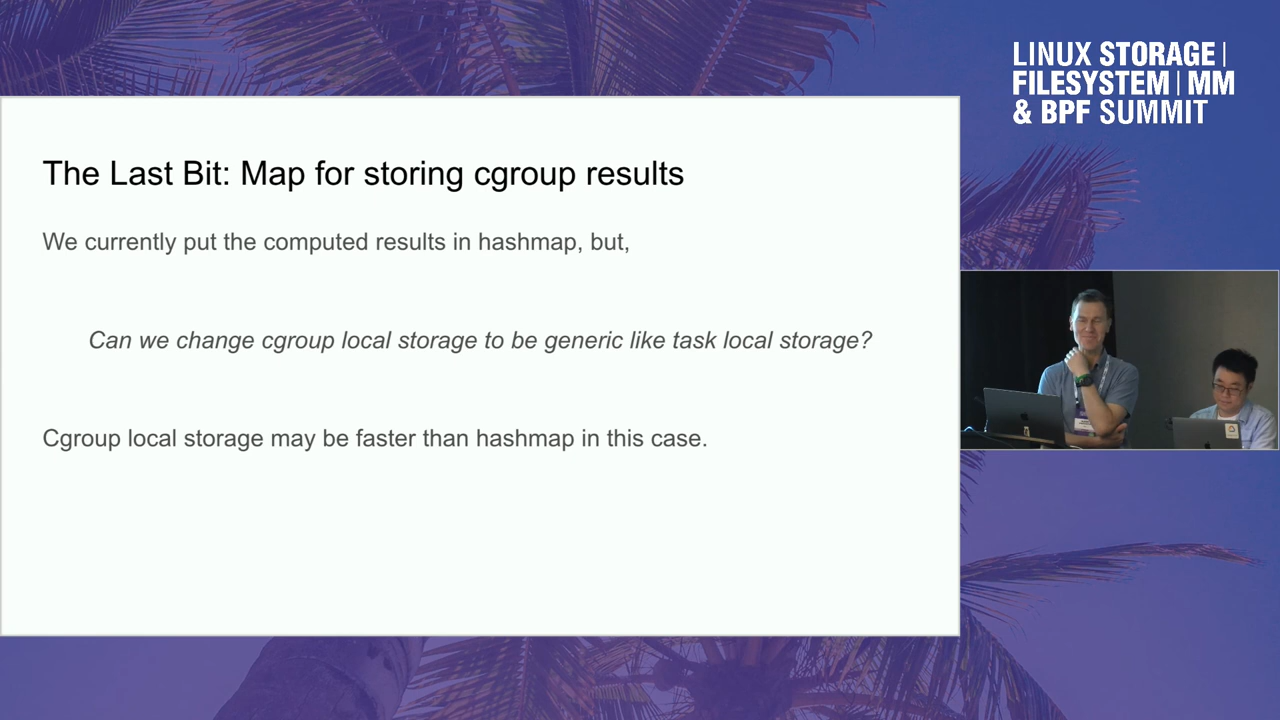 LINUX STORAGE |
FILESYSTEM | MM
& BPF SUMMIT
The Last Bit: Map for storing cgroup results
We currently put the computed results in hashmap, but,
Can we change cgroup local storage to be generic like task local storage?
Cgroup local storage may be faster than hashmap in this case.